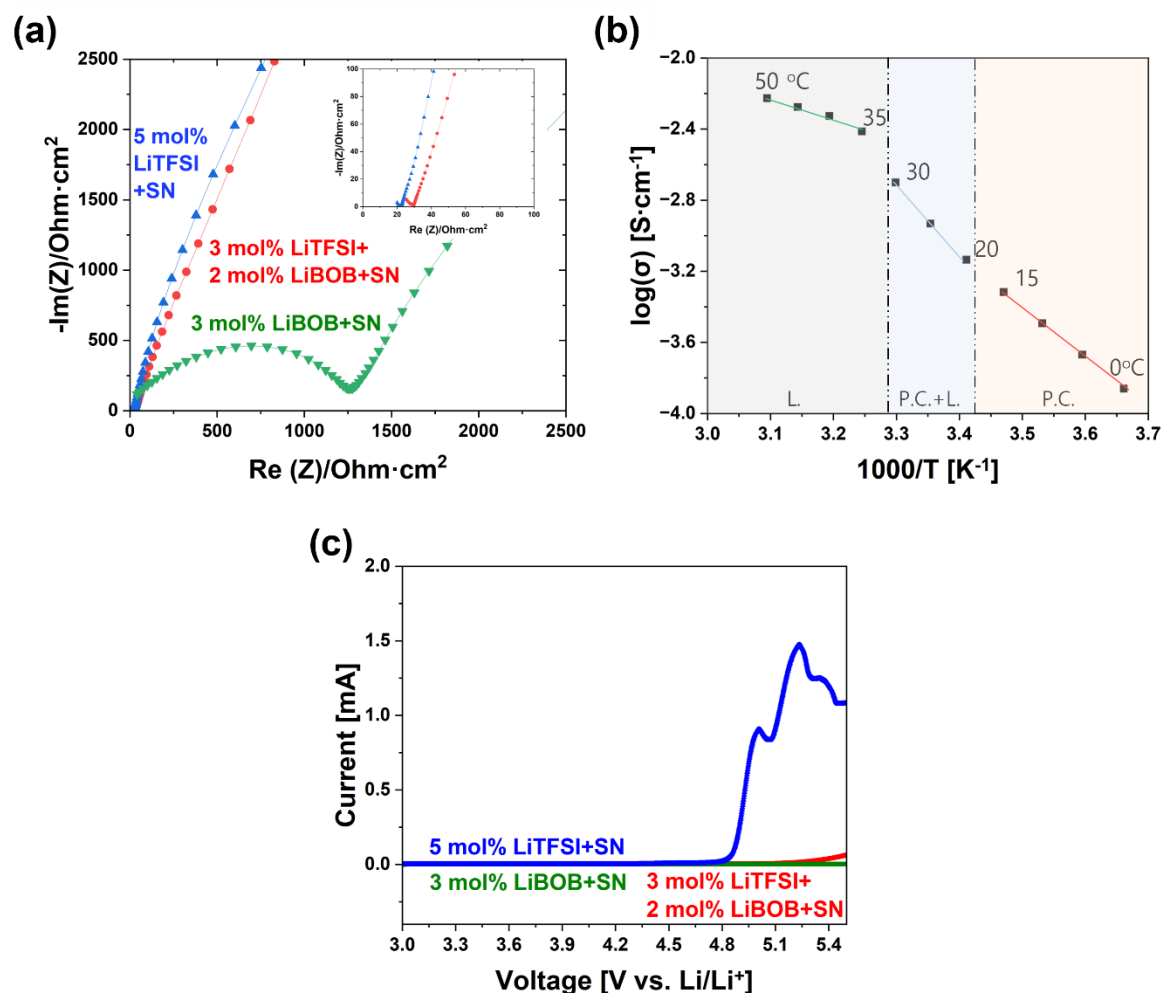 (a)
2500
2000
1500
1000
500
0
-Im(Z)/Ohm·cm²
0
500
1000
1500
2000
2500
Re (Z)/Ohm·cm²
5 mol%
LiTFSI
+SN
3 mol% LiTFSI+
2 mol% LiBOB+SN
3 mol% LiBOB+SN
100
80
60
40
20
0
-Im(Z)/Ohm·cm²
0
20
40
60
80
100
Re (Z)/Ohm·cm²
(b)
−2.0
−2.4
−2.8
−3.2
−3.6
−4.0
log(σ) [S·cm⁻¹]
50 ºC
35
30
20
15
0ºC
L.
P.C.+L.
P.C.
3.0
3.1
3.2
3.3
3.4
3.5
3.6
3.7
1000/T [K⁻¹]
(c)
2.0
1.5
1.0
0.5
0.0
Current [mA]
5 mol% LiTFSI+SN
3 mol% LiBOB+SN
3 mol% LiTFSI+
2 mol% LiBOB+SN
3.0
3.3
3.6
3.9
4.2
4.5
4.8
5.1
5.4
Voltage [V vs. Li/Li⁺]